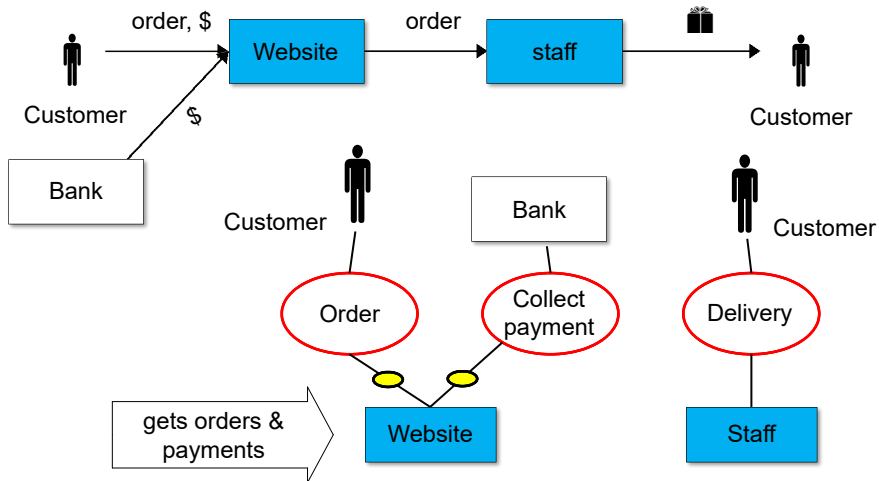 order, $
Website
order
staff
Customer
$
Customer
Bank
Customer
Bank
Customer
Order
Collect
payment
Delivery
gets orders &
payments
Website
Staff